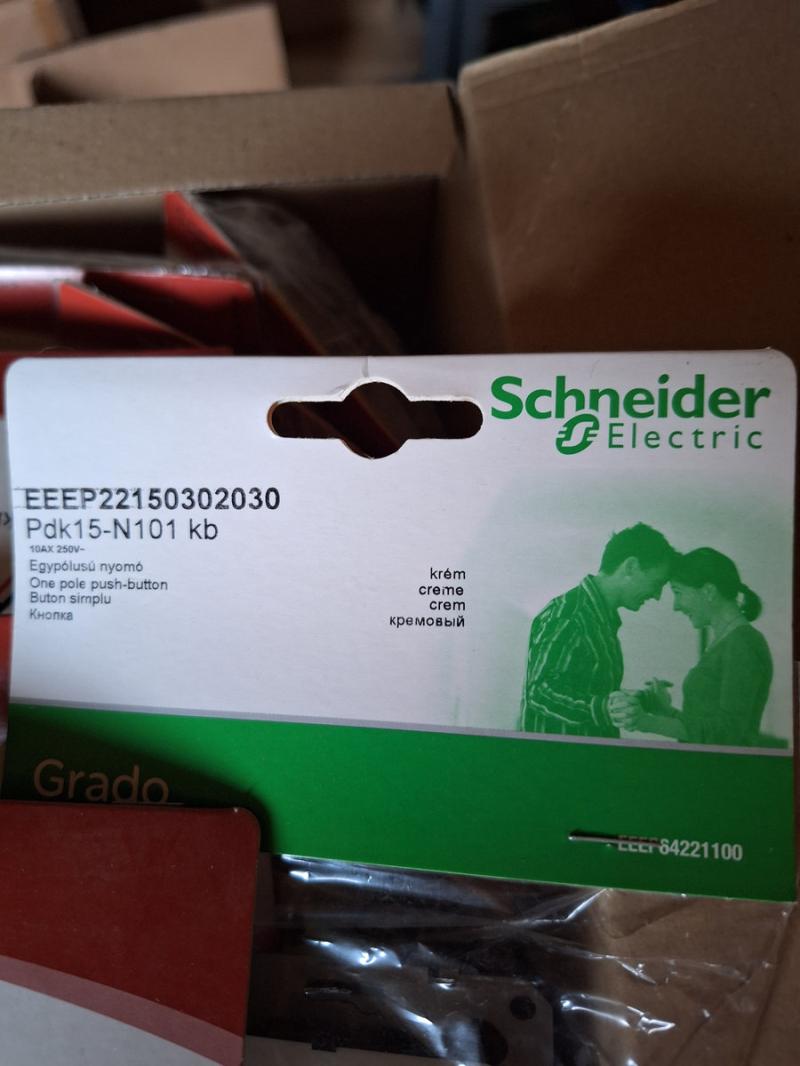 Schneider
Electric
EEEP22150302030
Pdk15-N101 kb
10AX 250V~
Egypólusú nyomó
One pole push-button
Buton simplu
Кнопка
krém
creme
crem
кремовый
Grado
EEEP84221100